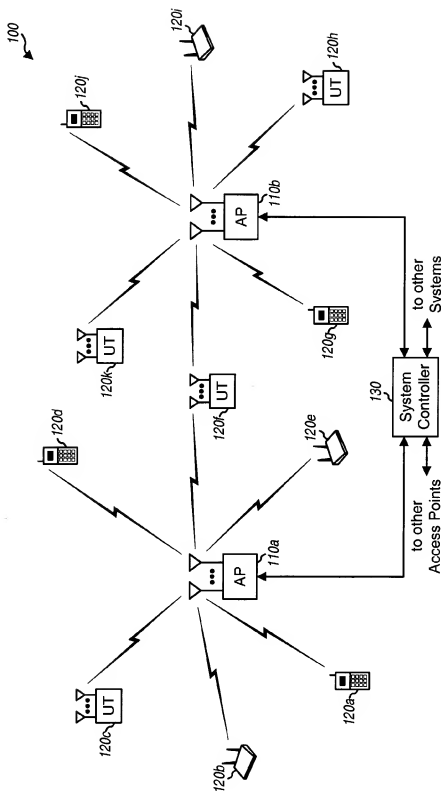 100
120j
120i
120h
UT
110b
AP
120k
UT
120g
120d
120f
UT
120e
110a
AP
120c
UT
120b
120a
130
System
Controller
to other
Systems
to other
Access Points